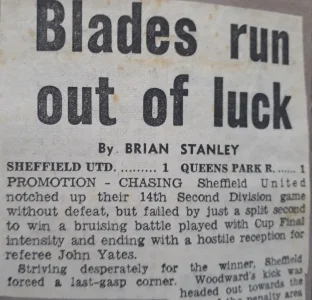 Blades run
out of luck
By BRIAN STANLEY
SHEFFIELD UTD. .......... 1 QUEENS PARK R. ...... 1
PROMOTION - CHASING Sheffield United
notched up their 14th Second Division game
without defeat, but failed by just a split second
to win a bruising battle played with Cup Final
intensity and ending with a hostile reception for
referee John Yates.
Striving desperately for the winner, Sheffield
forced a last-gasp corner. Woodward's kick was
headed out towards the
penalty area